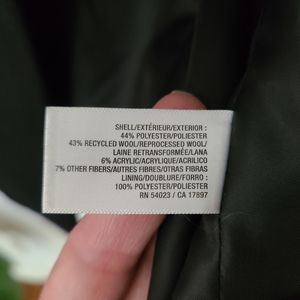 SHELL/EXTÉRIEUR/EXTERIOR :
44% POLYESTER/POLIESTER
43% RECYCLED WOOL/REPROCESSED WOOL/
LAINE RETRANSFORMÉE/LANA
6% ACRYLIC/ACRYLIQUE/ACRILICO
7% OTHER FIBERS/AUTRES FIBRES/OTRAS FIBRAS
LINING/DOUBLURE/FORRO :
100% POLYESTER/POLIESTER
RN 54023 / CA 17897